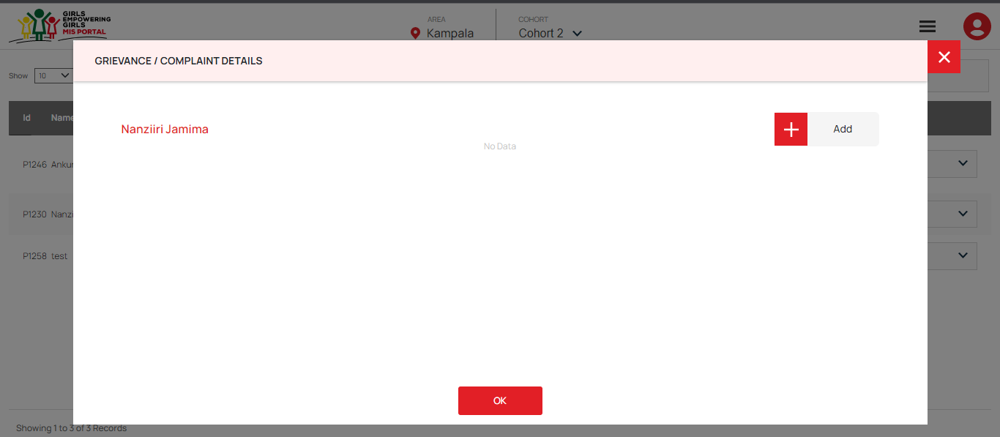 GIRLS
EMPOWERING
GIRLS
MIS PORTAL
AREA
Kampala
COHORT
Cohort 2
GRIEVANCE / COMPLAINT DETAILS
Show 10
Id Name
Nanziiri Jamima
Add
No Data
P1246 Ankun
P1230 Nanzi
P1258 test
OK
Showing 1 to 3 of 3 Records